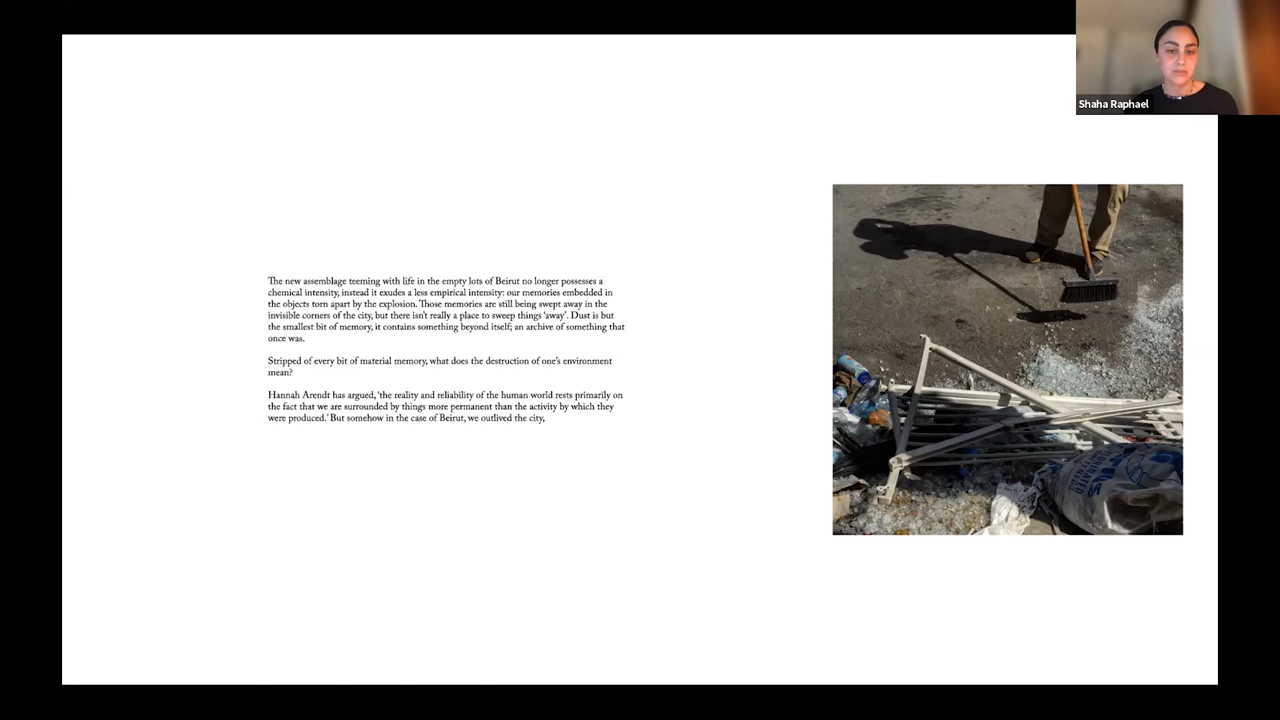 Shaha Raphael
The new assemblage teeming with life in the empty lots of Beirut no longer possesses a
chemical intensity, instead it exudes a less empirical intensity: our memories embedded in
the objects torn apart by the explosion. Those memories are still being swept away in the
invisible corners of the city, but there isn't really a place to sweep things 'away'. Dust is but
the smallest bit of memory, it contains something beyond itself; an archive of something that
once was.
Stripped of every bit of material memory, what does the destruction of one's environment
mean?
Hannah Arendt has argued, 'the reality and reliability of the human world rests primarily on
the fact that we are surrounded by things more permanent than the activity by which they
were produced.' But somehow in the case of Beirut, we outlived the city,